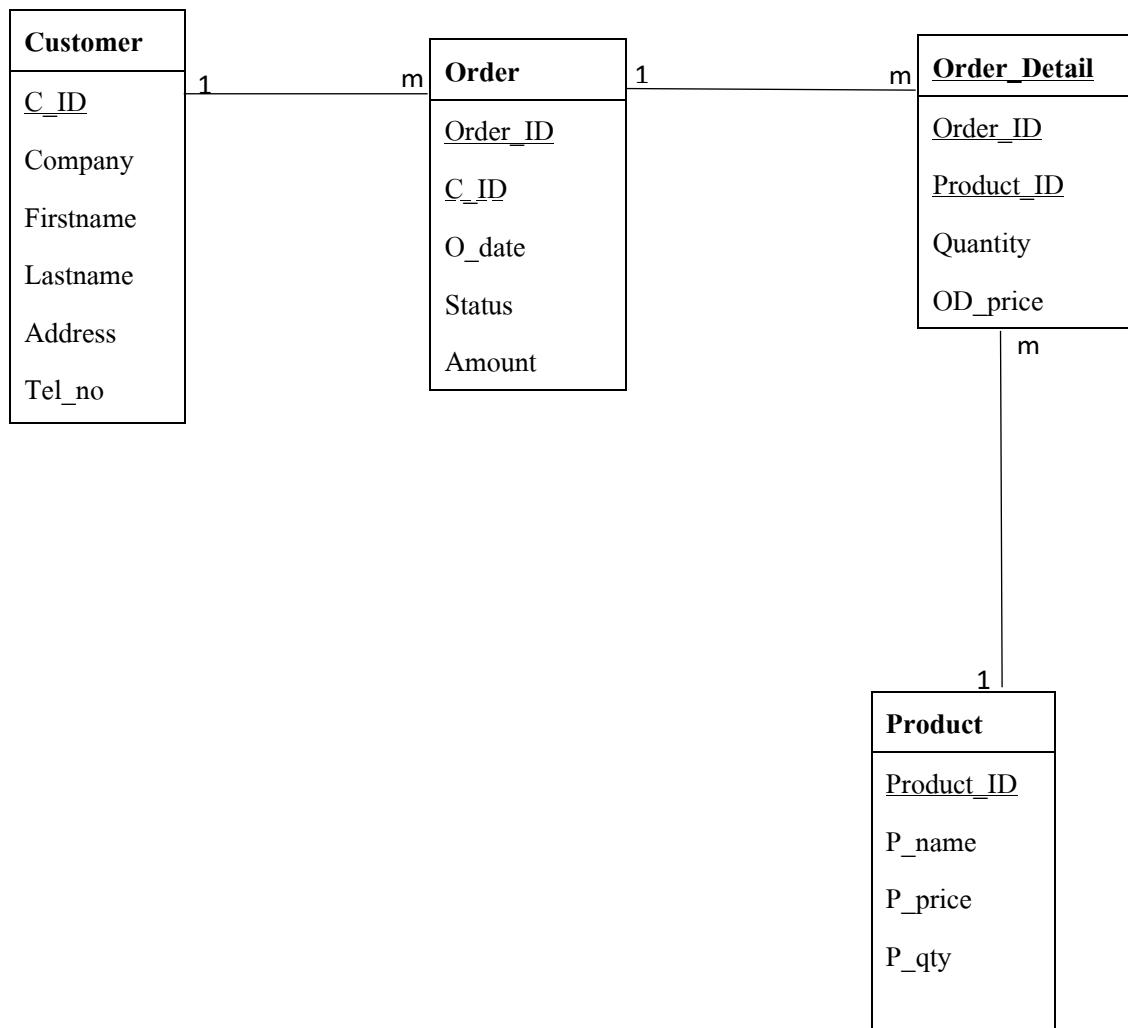 Customer
C_ID
Company
Firstname
Lastname
Address
Tel_no
1
m
Order
Order_ID
C_ID
O_date
Status
Amount
1
m
Order_Detail
Order_ID
Product_ID
Quantity
OD_price
m
1
Product
Product_ID
P_name
P_price
P_qty